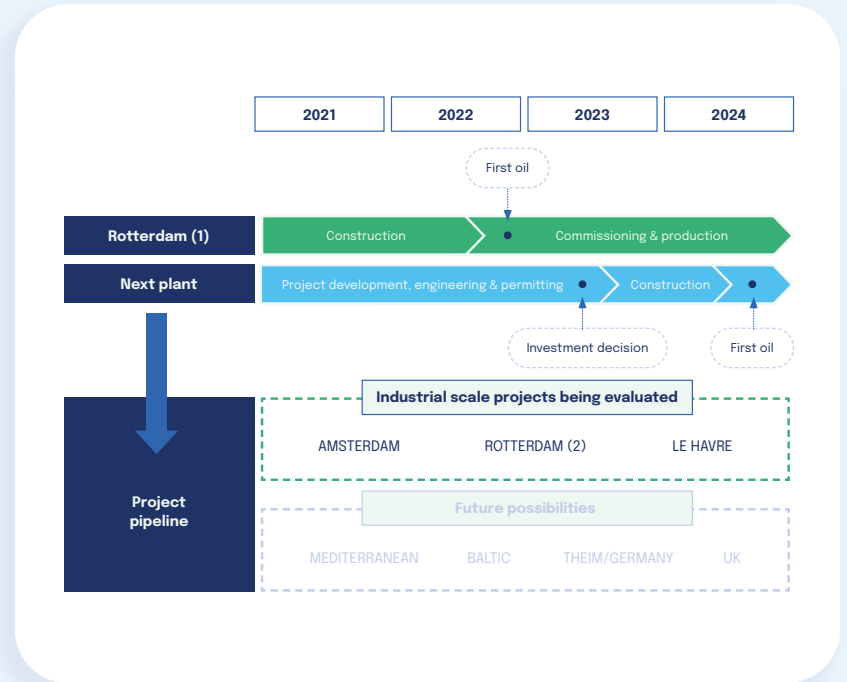 2021 2022 2023 2024
First oil
Rotterdam (1) Construction Commissioning & production
Next plant Project development, engineering & permitting Construction
Investment decision First oil
Industrial scale projects being evaluated
AMSTERDAM ROTTERDAM (2) LE HAVRE
Project
pipeline
Future possibilities
MEDITERRANEAN BALTIC THEIM/GERMANY UK